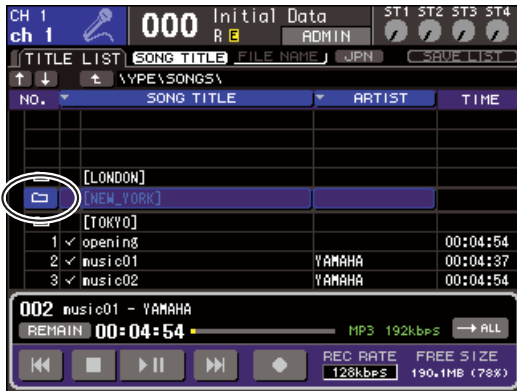 CH 1 Initial Data ST1 ST2 ST3 ST4
ch 1 000 R E ADMIN
TITLE LIST SONG TITLE FILE NAME JPN SAVE LIST
\YPE\SONGS\
NO. SONG TITLE ARTIST TIME
[LONDON]
[NEW_YORK]
[TOKYO]
1 ✓ opening 00:04:54
2 ✓ music01 YAMAHA 00:04:37
3 ✓ music02 YAMAHA 00:04:54
002 music01 - YAMAHA
REMAIN 00:04:54 MP3 192kbps → ALL
REC RATE FREE SIZE
128kbps 190.1MB (78%)